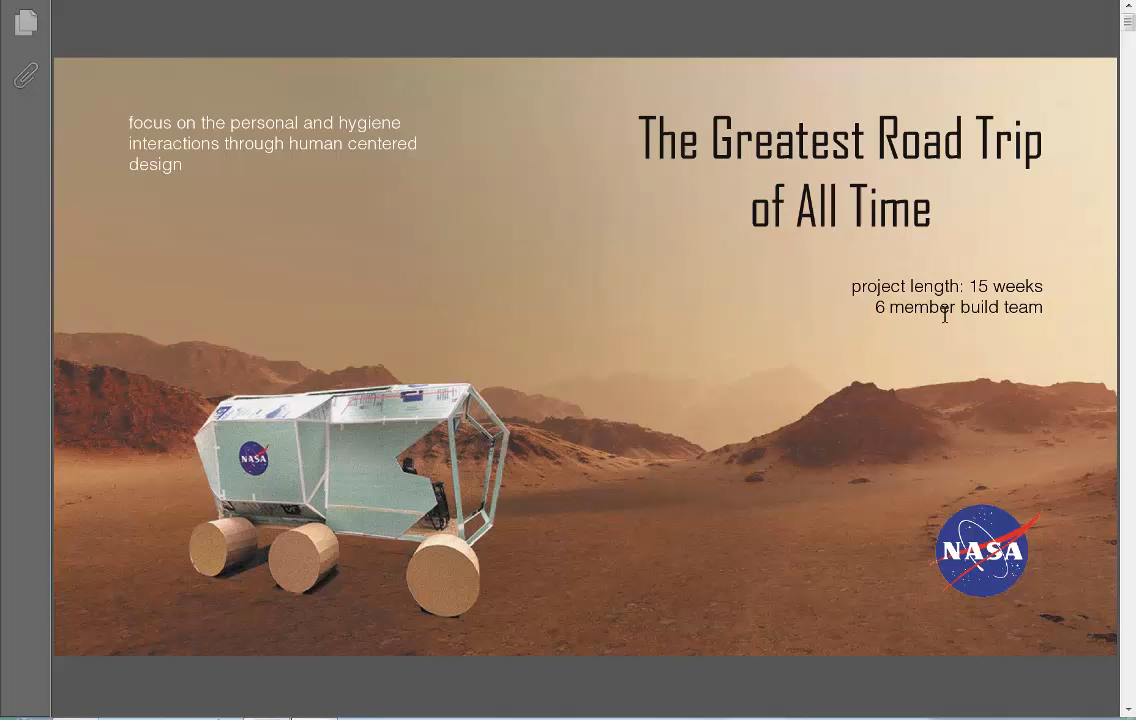 focus on the personal and hygiene
interactions through human centered
design
The Greatest Road Trip
of All Time
project length: 15 weeks
6 member build team
NASA
NASA